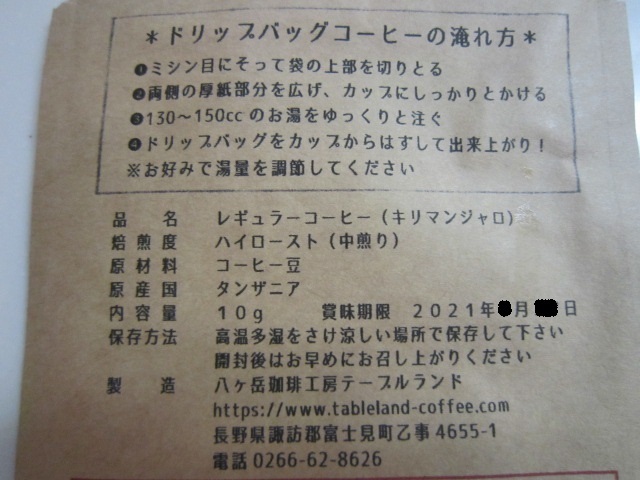 ＊ドリップバッグコーヒーの淹れ方＊
❶ミシン目にそって袋の上部を切りとる
❷両側の厚紙部分を広げ、カップにしっかりとかける
❸130～150ccのお湯をゆっくりと注ぐ
❹ドリップバッグをカップからはずして出来上がり！
※お好みで湯量を調節してください
品名 レギュラーコーヒー（キリマンジャロ）
焙煎度 ハイロースト（中煎り）
原材料 コーヒー豆
原産国 タンザニア
内容量 10g 賞味期限 2021年 月 日
保存方法 高温多湿をさけ涼しい場所で保存して下さい
開封後はお早めにお召し上がりください
製造 八ヶ岳珈琲工房テーブルランド
https://www.tableland-coffee.com
長野県諏訪郡富士見町乙事4655-1
電話0266-62-8626